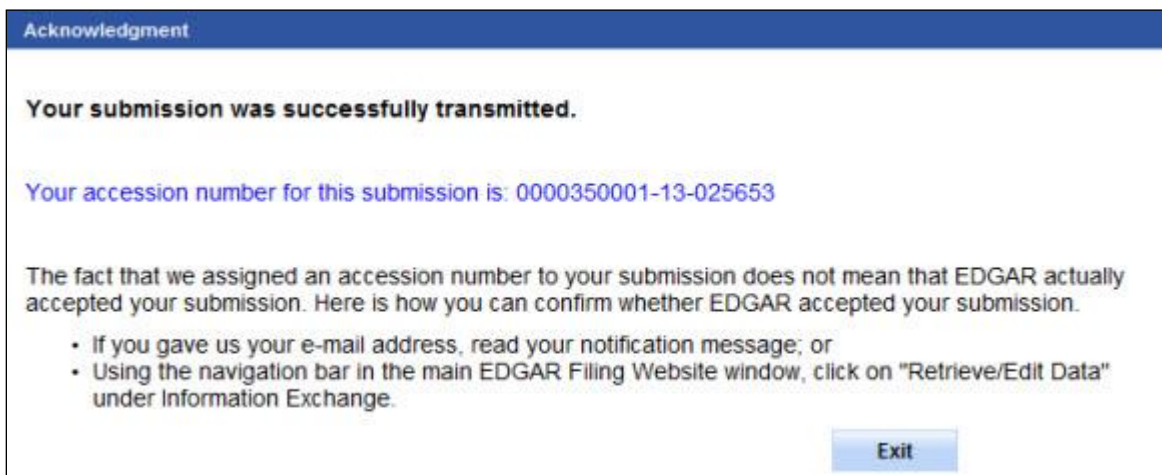 Acknowledgment
Your submission was successfully transmitted.
Your accession number for this submission is: 0000350001-13-025653
The fact that we assigned an accession number to your submission does not mean that EDGAR actually
accepted your submission. Here is how you can confirm whether EDGAR accepted your submission.
• If you gave us your e-mail address, read your notification message; or
• Using the navigation bar in the main EDGAR Filing Website window, click on "Retrieve/Edit Data"
under Information Exchange.
Exit